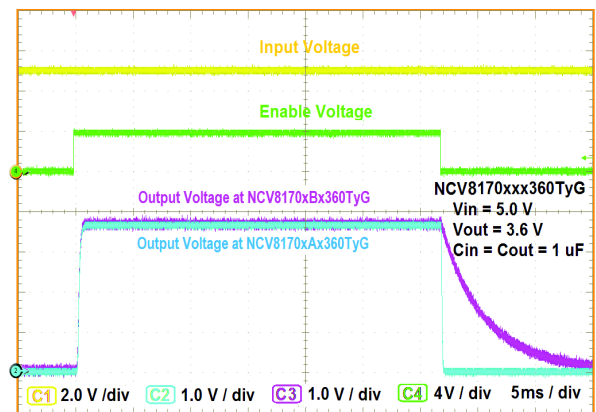 Input Voltage
Enable Voltage
NCV8170xxx360TyG
Output Voltage at NCV8170xBx360TyG
Vin = 5.0 V
Vout = 3.6 V
Output Voltage at NCV8170xAx360TyG
Cin = Cout = 1 uF
C1 2.0 V /div C2 1.0 V / div C3 1.0 V / div C4 4V / div 5ms / div